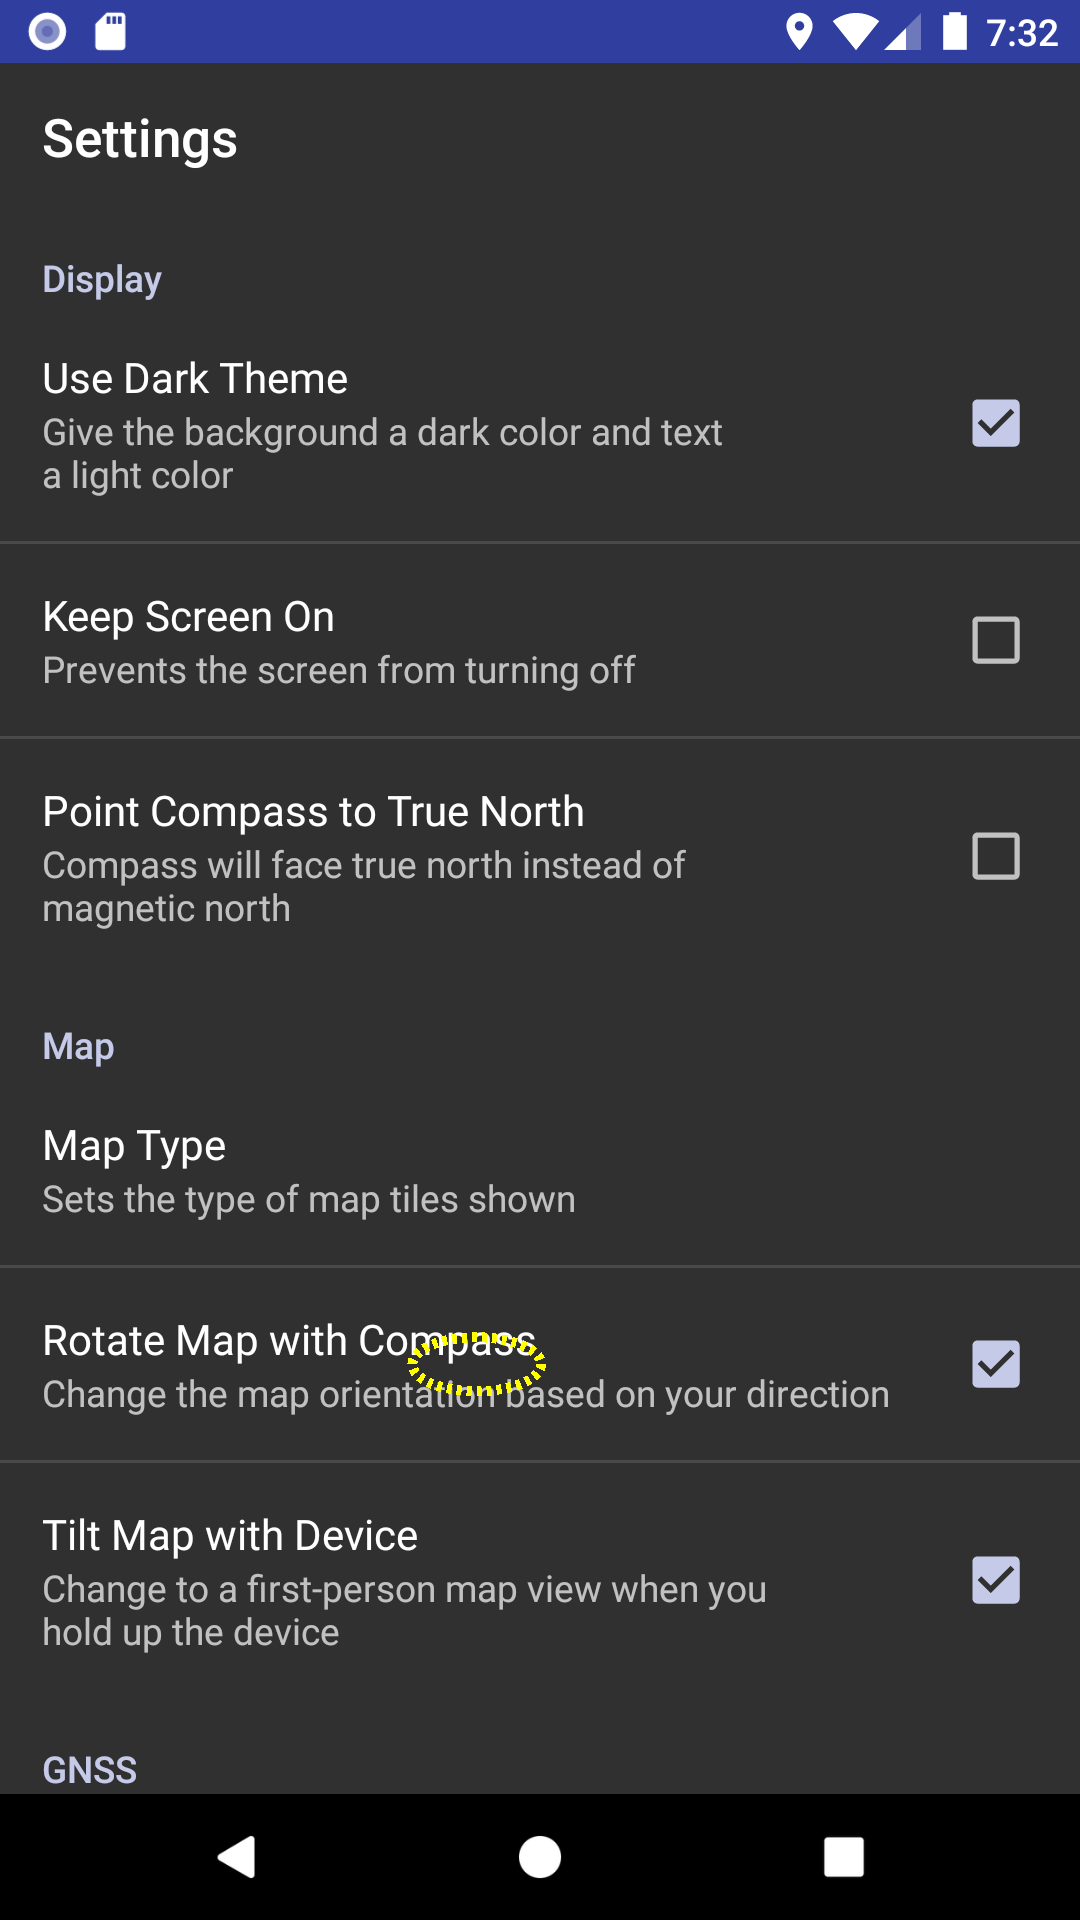 7:32
Settings
Display
Use Dark Theme
Give the background a dark color and text
a light color
Keep Screen On
Prevents the screen from turning off
Point Compass to True North
Compass will face true north instead of
magnetic north
Map
Map Type
Sets the type of map tiles shown
Rotate Map with Compass
Change the map orientation based on your direction
Tilt Map with Device
Change to a first-person map view when you
hold up the device
GNSS